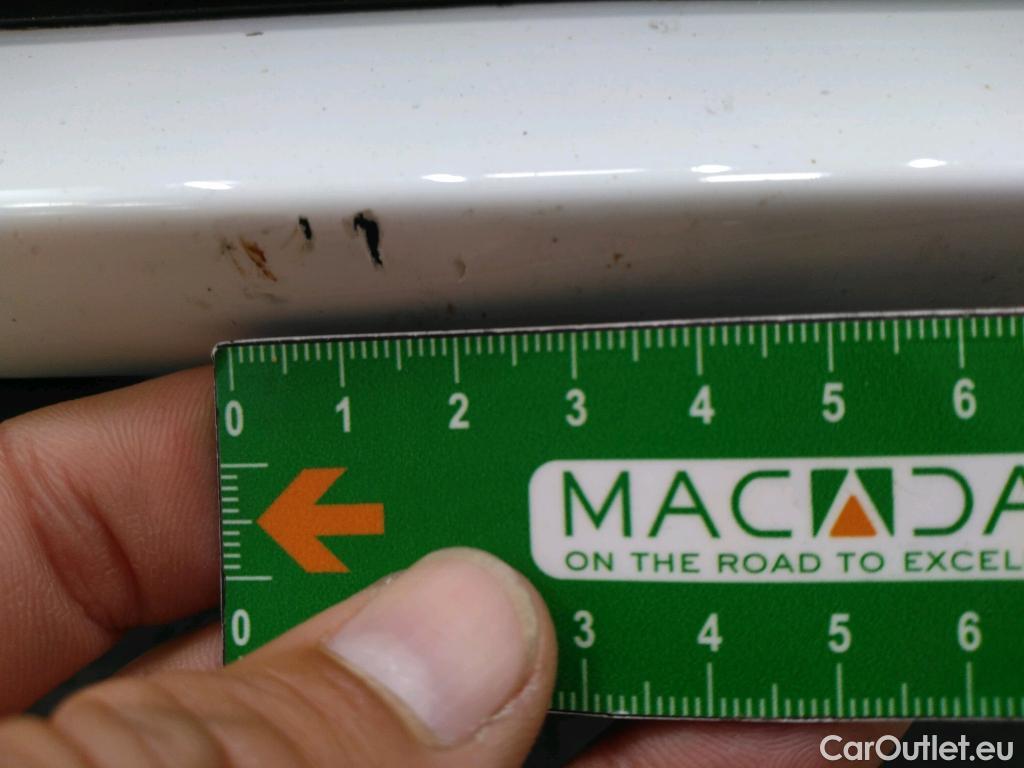 0 1 2 3 4 5 6
MACADA
ON THE ROAD TO EXCEL
0 3 4 5 6
CarOutlet.eu